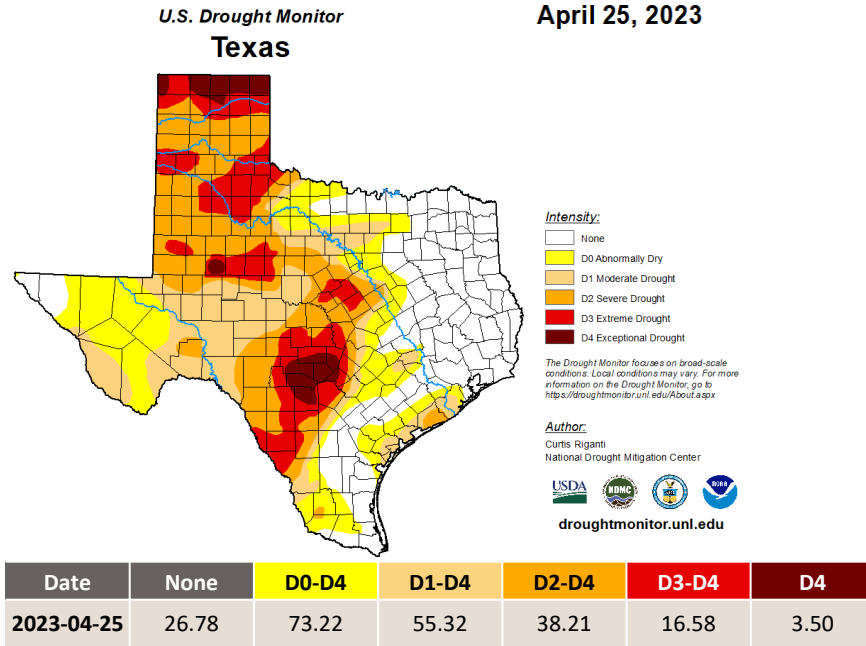 U.S. Drought Monitor
Texas
April 25, 2023
Intensity:
None
D0 Abnormally Dry
D1 Moderate Drought
D2 Severe Drought
D3 Extreme Drought
D4 Exceptional Drought
The Drought Monitor focuses on broad-scale
conditions. Local conditions may vary. For more
information on the Drought Monitor, go to
https://droughtmonitor.unl.edu/About.aspx
Author:
Curtis Riganti
National Drought Mitigation Center
USDA
NDMC
NOAA
droughtmonitor.unl.edu
Date None D0-D4 D1-D4 D2-D4 D3-D4 D4
2023-04-25 26.78 73.22 55.32 38.21 16.58 3.50